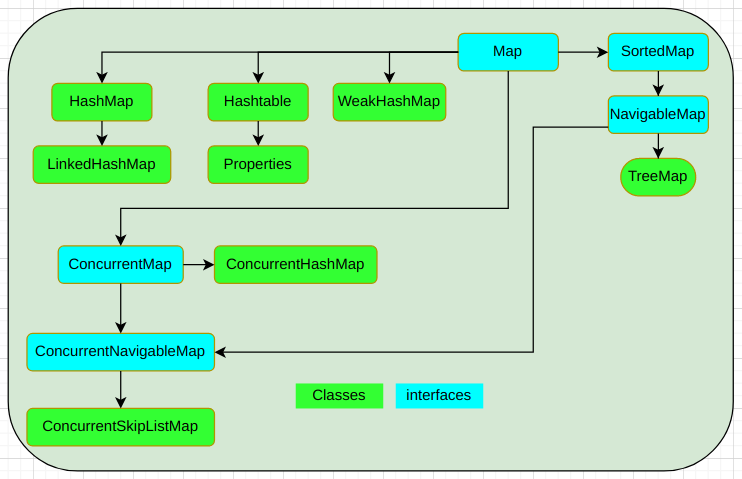 Map
SortedMap
HashMap
Hashtable
WeakHashMap
NavigableMap
LinkedHashMap
Properties
TreeMap
ConcurrentMap
ConcurrentHashMap
ConcurrentNavigableMap
Classes
interfaces
ConcurrentSkipListMap